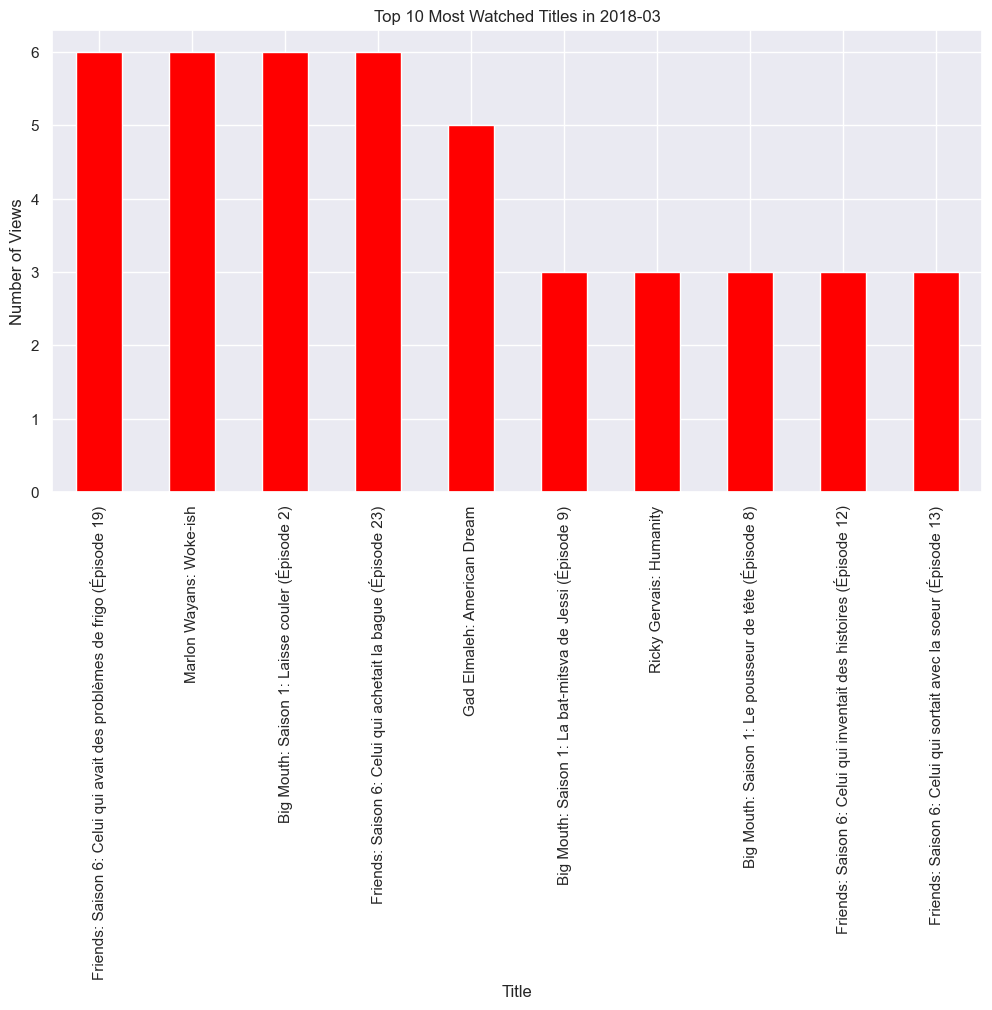 Top 10 Most Watched Titles in 2018-03
Number of Views
6
5
4
3
2
1
0
Friends: Saison 6: Celui qui avait des problèmes de frigo (Épisode 19)
Marlon Wayans: Woke-ish
Big Mouth: Saison 1: Laisse couler (Épisode 2)
Friends: Saison 6: Celui qui achetait la bague (Épisode 23)
Gad Elmaleh: American Dream
Big Mouth: Saison 1: La bat-mitsva de Jessi (Épisode 9)
Ricky Gervais: Humanity
Big Mouth: Saison 1: Le pousseur de tête (Épisode 8)
Friends: Saison 6: Celui qui inventait des histoires (Épisode 12)
Friends: Saison 6: Celui qui sortait avec la soeur (Épisode 13)
Title